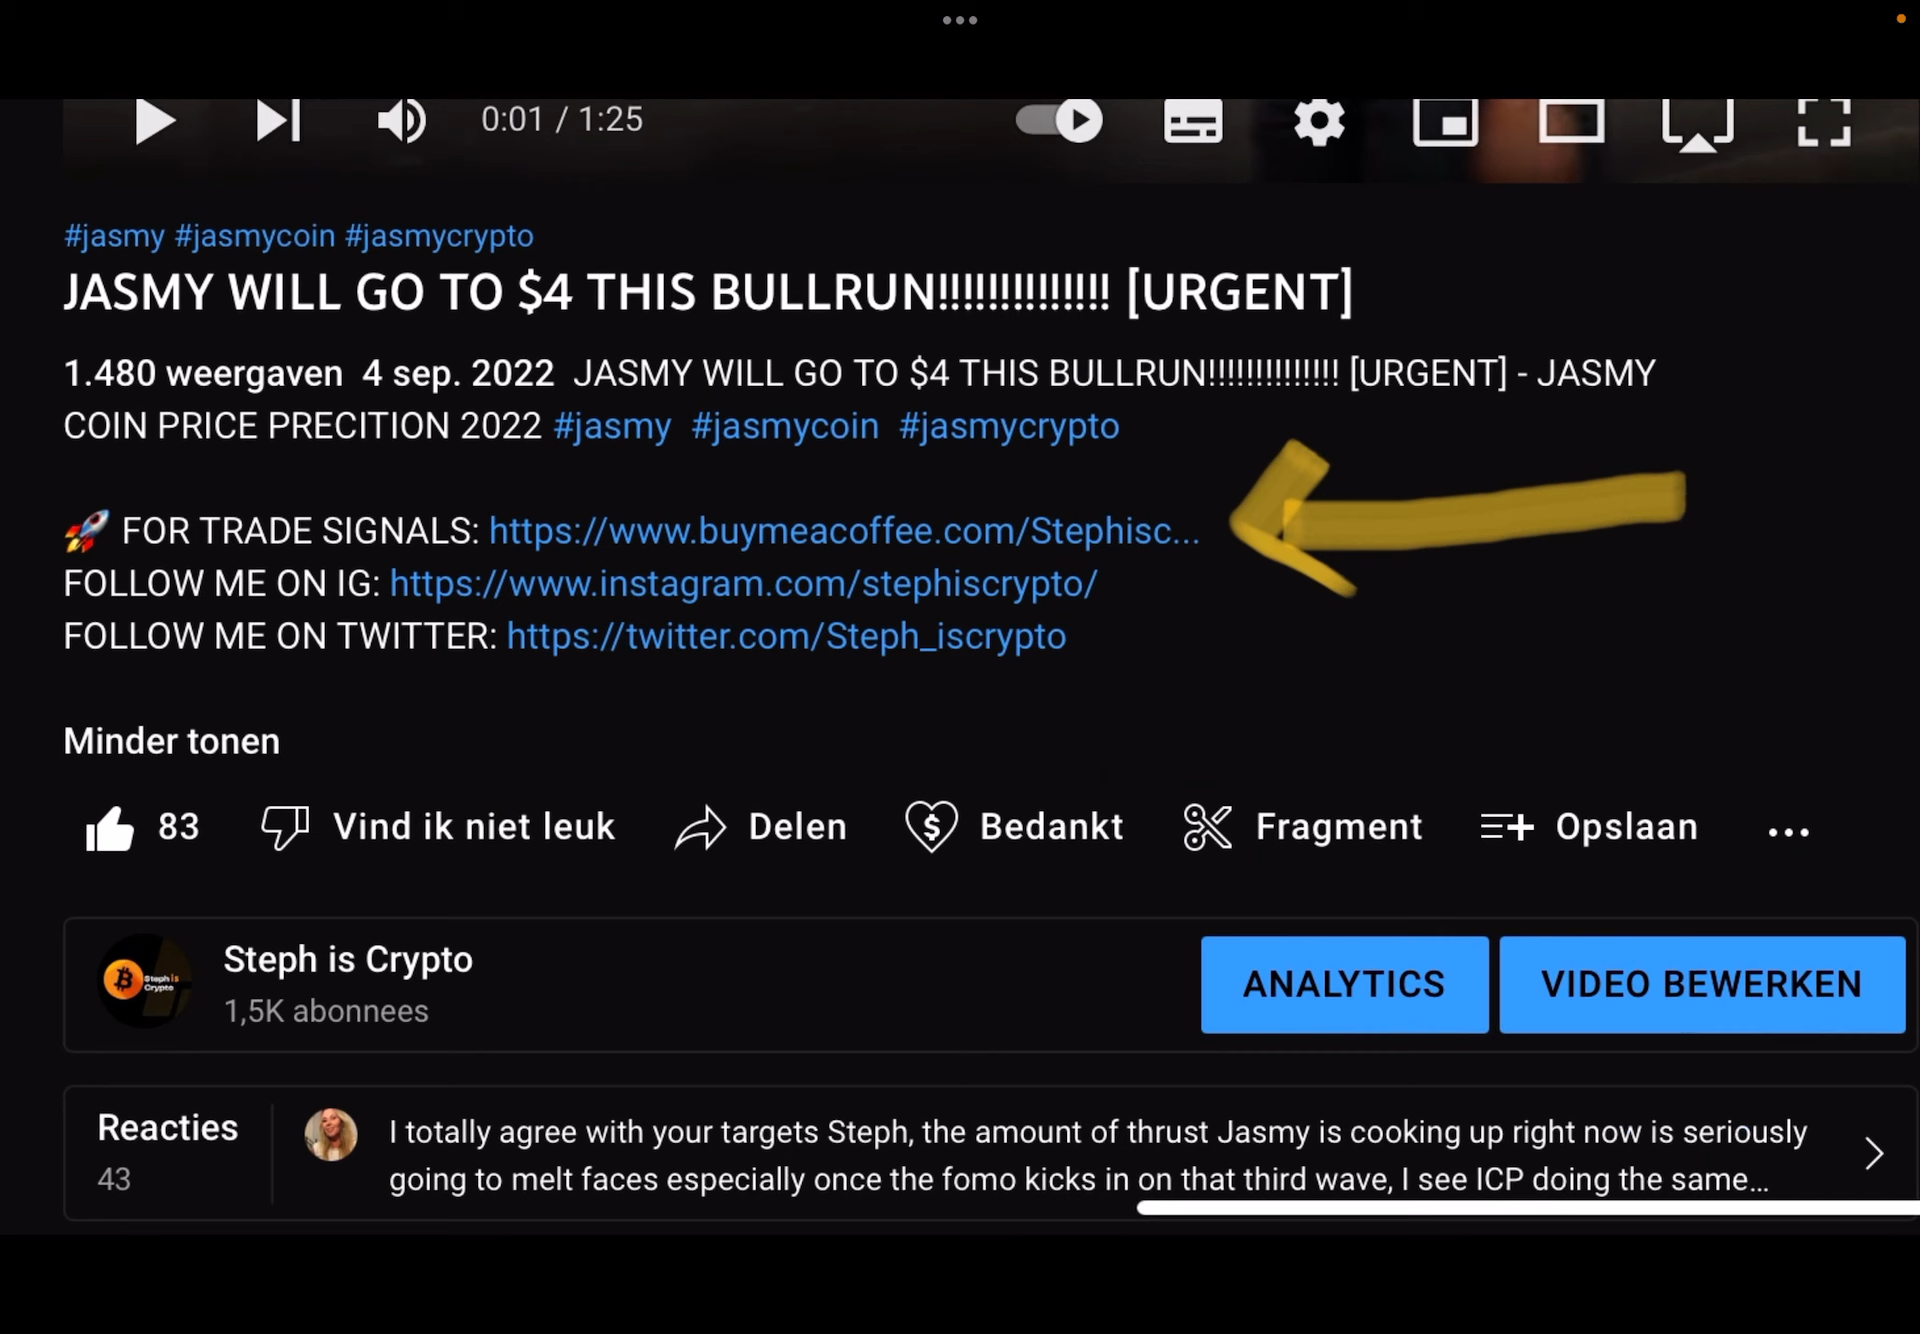 0:01 / 1:25
#jasmy #jasmycoin #jasmycrypto
JASMY WILL GO TO $4 THIS BULLRUN!!!!!!!!!!!!!! [URGENT]
1.480 weergaven 4 sep. 2022 JASMY WILL GO TO $4 THIS BULLRUN!!!!!!!!!!!!!! [URGENT] - JASMY
COIN PRICE PRECITION 2022 #jasmy #jasmycoin #jasmycrypto
🚀 FOR TRADE SIGNALS: https://www.buymeacoffee.com/Stephisc...
FOLLOW ME ON IG: https://www.instagram.com/stephiscrypto/
FOLLOW ME ON TWITTER: https://twitter.com/Steph_iscrypto
Minder tonen
83 Vind ik niet leuk Delen Bedankt Fragment Opslaan
Steph is Crypto
Steph is
Crypto
1,5K abonnees
ANALYTICS VIDEO BEWERKEN
Reacties
43
I totally agree with your targets Steph, the amount of thrust Jasmy is cooking up right now is seriously
going to melt faces especially once the fomo kicks in on that third wave, I see ICP doing the same...